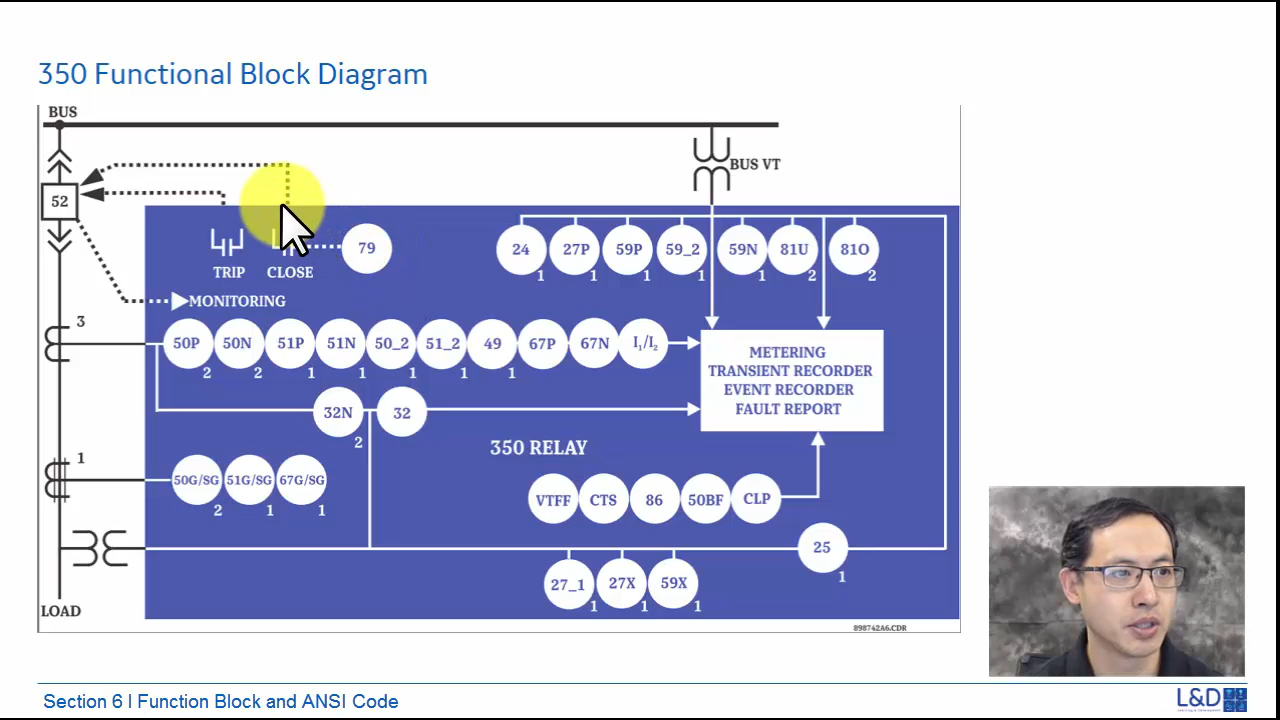 350 Functional Block Diagram
BUS
BUS VT
52
79
TRIP CLOSE
24 27P 59P 59_2 59N 81U 81O
1 1 1 1 1 2 2
MONITORING
3
50P 50N 51P 51N 50_2 51_2 49 67P 67N I1/I2
2 2 1 1 1 1 1
METERING
TRANSIENT RECORDER
EVENT RECORDER
FAULT REPORT
32N 32
2
350 RELAY
1
50G/SG 51G/SG 67G/SG
2 1 1
VTFF CTS 86 50BF CLP
25
1
27_1 27X 59X
1 1 1
LOAD
898742A6.CDR
Section 6 I Function Block and ANSI Code
L&D